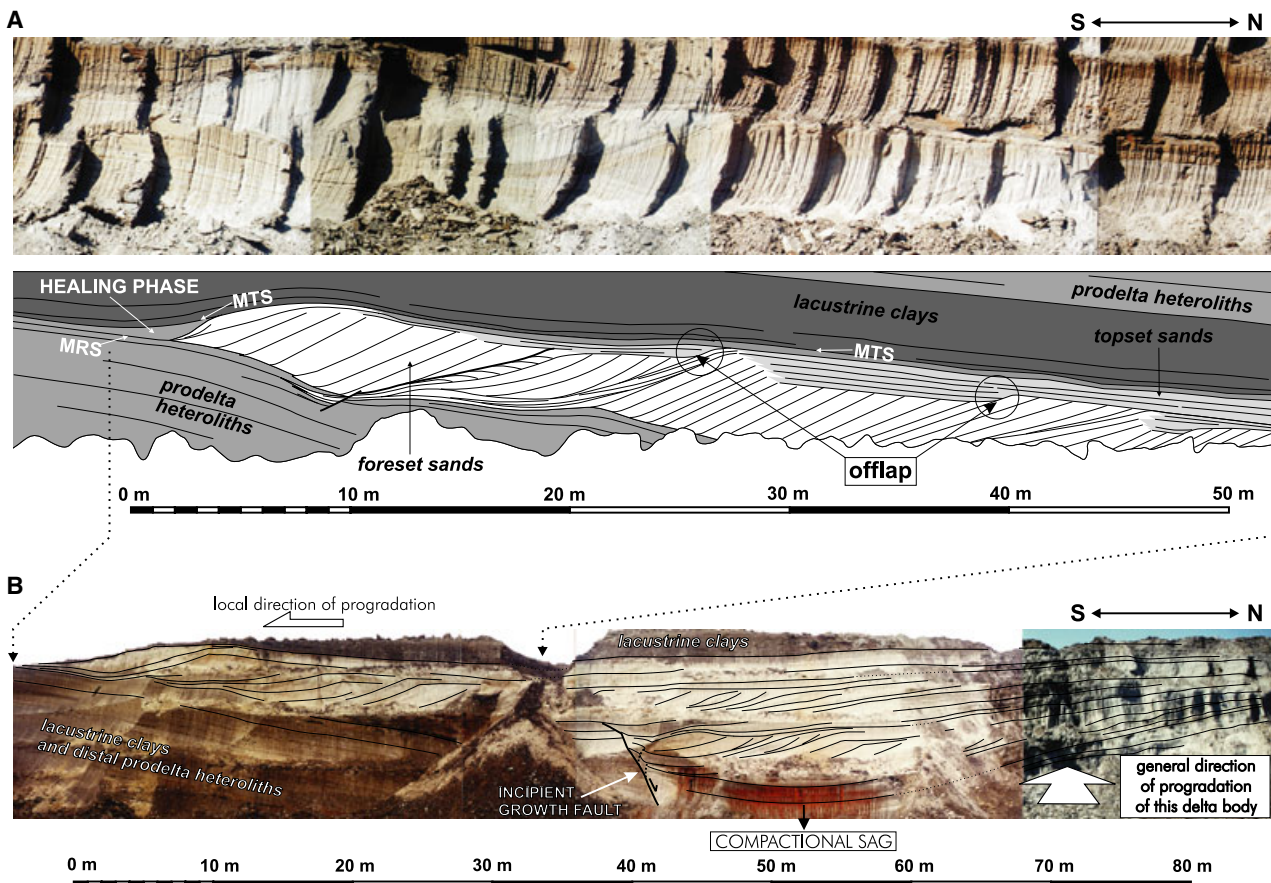 A
S N
HEALING PHASE
MTS
MRS
prodelta
heteroliths
foreset sands
lacustrine clays
MTS
prodelta heteroliths
topset sands
offlap
0 m 10 m 20 m 30 m 40 m 50 m
B
S N
local direction of progradation
lacustrine clays
lacustrine clays
and distal prodelta heteroliths
INCIPIENT
GROWTH FAULT
COMPACTIONAL SAG
general direction
of progradation
of this delta body
0 m 10 m 20 m 30 m 40 m 50 m 60 m 70 m 80 m